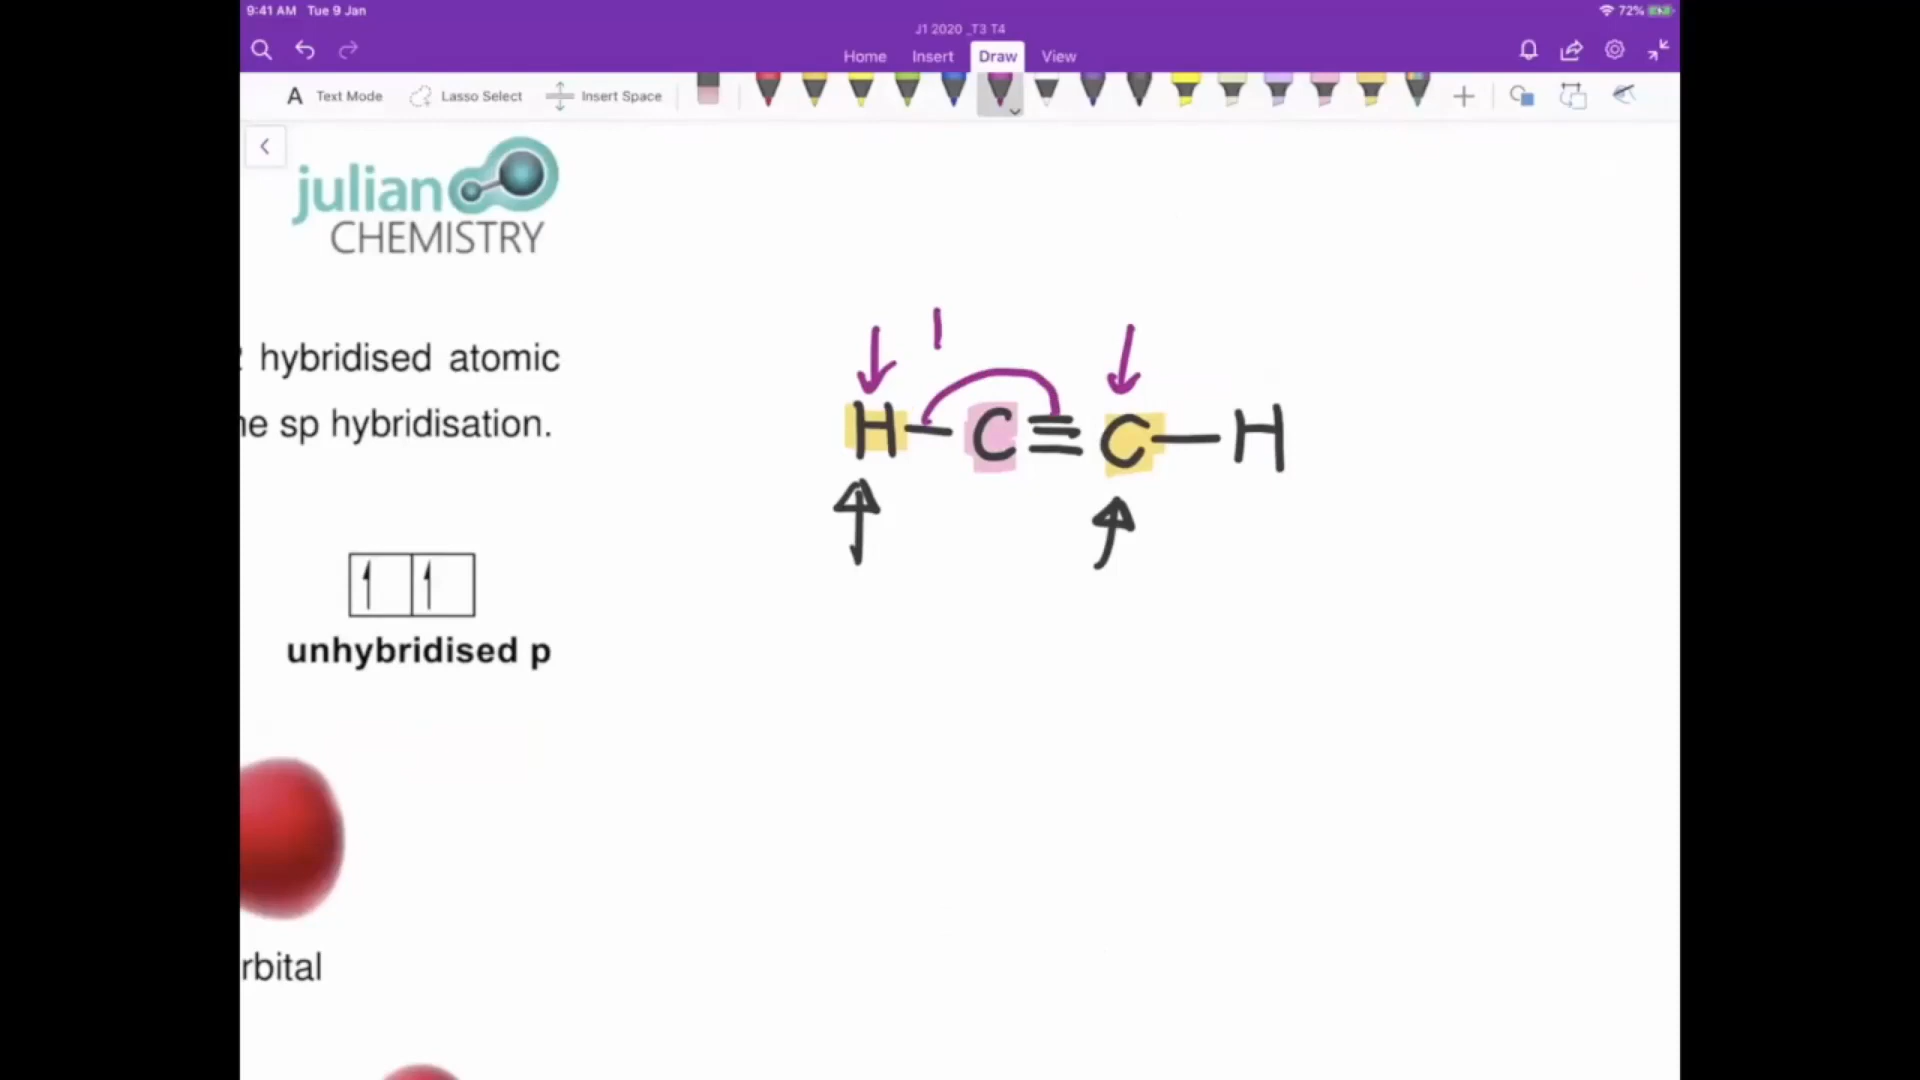 9:41 AM Tue 9 Jan
72%
J1 2020 _T3 T4
Home Insert Draw View
A Text Mode Lasso Select Insert Space
julian
CHEMISTRY
hybridised atomic
sp hybridisation.
1
H - C ≡ C - H
unhybridised p
rbital